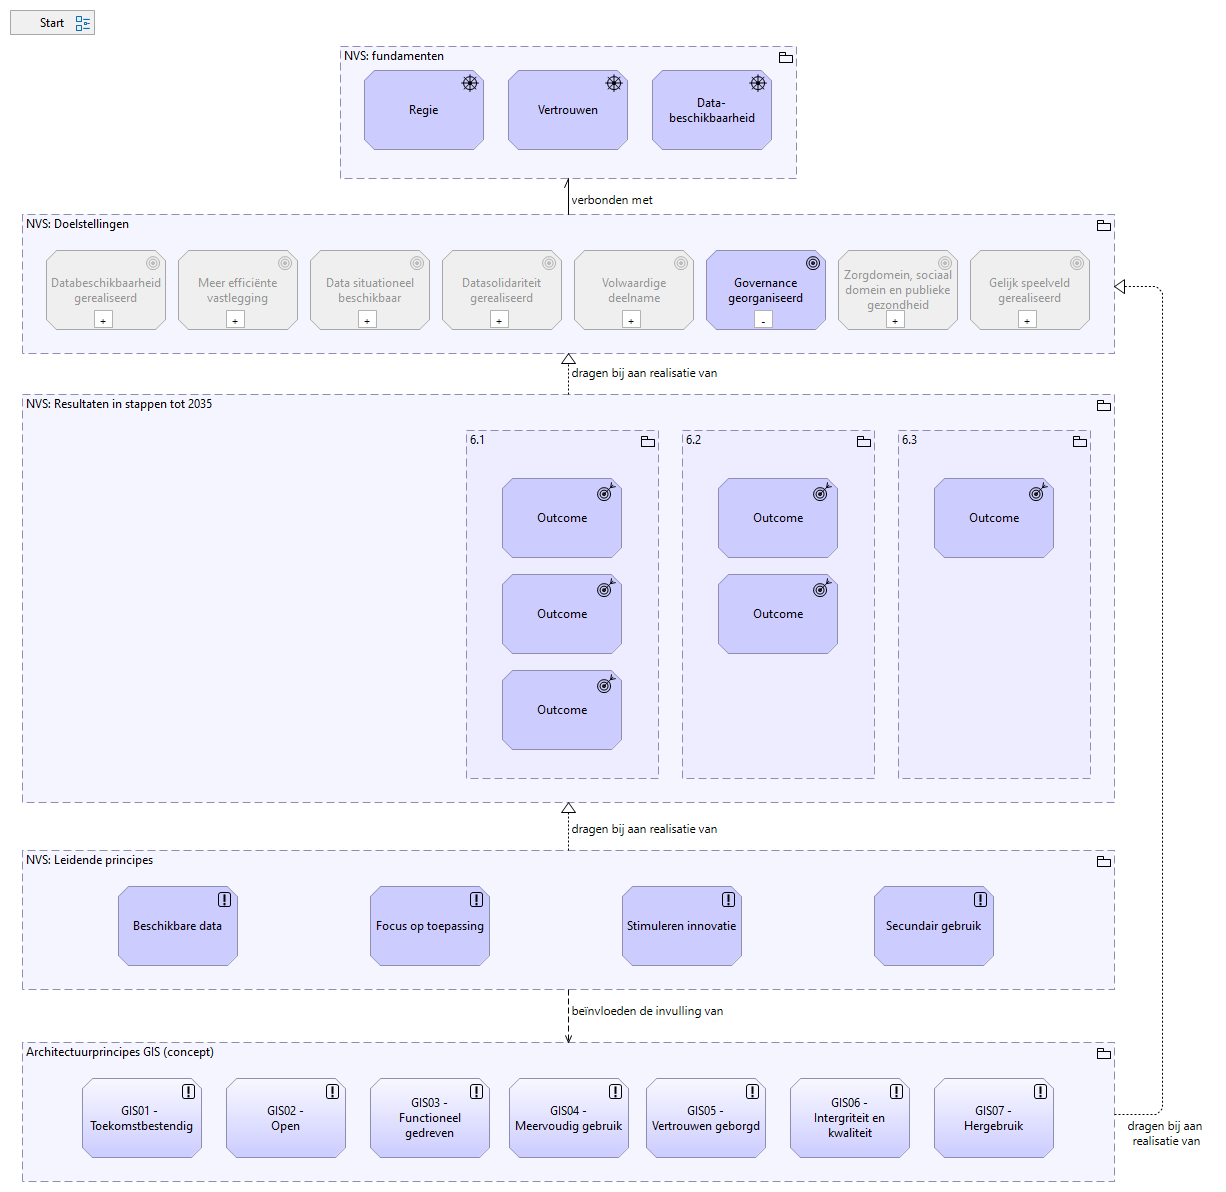 Start
NVS: fundamenten
Regie
Vertrouwen
Data-
beschikbaarheid
verbonden met
NVS: Doelstellingen
Databeschikbaarheid
gerealiseerd
+
Meer efficiënte
vastlegging
+
Data situationeel
beschikbaar
+
Datasolidariteit
gerealiseerd
+
Volwaardige
deelname
+
Governance
georganiseerd
-
Zorgdomein, sociaal
domein en publieke
gezondheid
+
Gelijk speelveld
gerealiseerd
+
dragen bij aan realisatie van
NVS: Resultaten in stappen tot 2035
6.1
Outcome
Outcome
Outcome
6.2
Outcome
Outcome
6.3
Outcome
dragen bij aan realisatie van
NVS: Leidende principes
Beschikbare data
Focus op toepassing
Stimuleren innovatie
Secundair gebruik
beïnvloeden de invulling van
Architectuurprincipes GIS (concept)
GIS01 -
Toekomstbestendig
GIS02 -
Open
GIS03 -
Functioneel
gedreven
GIS04 -
Meervoudig gebruik
GIS05 -
Vertrouwen geborgd
GIS06 -
Intergriteit en
kwaliteit
GIS07 -
Hergebruik
dragen bij aan
realisatie van